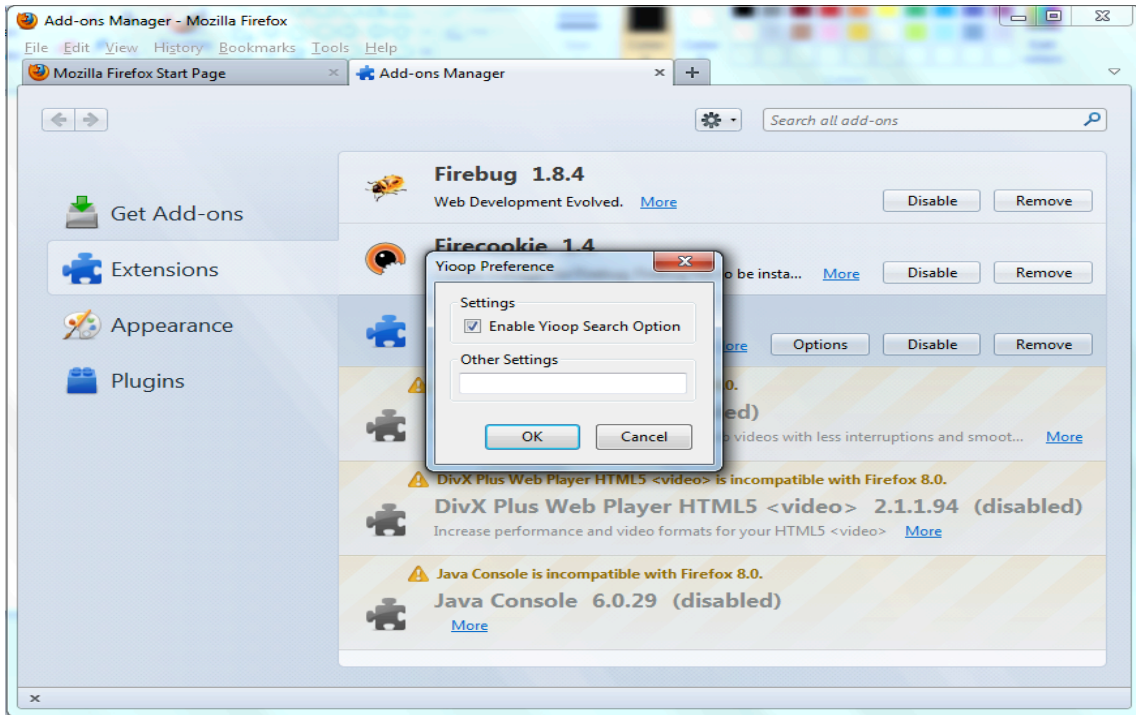 Add-ons Manager - Mozilla Firefox
File Edit View History Bookmarks Tools Help
Mozilla Firefox Start Page
Add-ons Manager
Search all add-ons
Get Add-ons
Extensions
Appearance
Plugins
Firebug 1.8.4
Web Development Evolved. More
Disable Remove
Firecookie 1.4
o be insta... More
Disable Remove
ore
Options Disable Remove
0.
ed)
videos with less interruptions and smoot... More
DivX Plus Web Player HTML5 <video> is incompatible with Firefox 8.0.
DivX Plus Web Player HTML5 <video> 2.1.1.94 (disabled)
Increase performance and video formats for your HTML5 <video> More
Java Console is incompatible with Firefox 8.0.
Java Console 6.0.29 (disabled)
More
Yioop Preference
Settings
Enable Yioop Search Option
Other Settings
OK Cancel